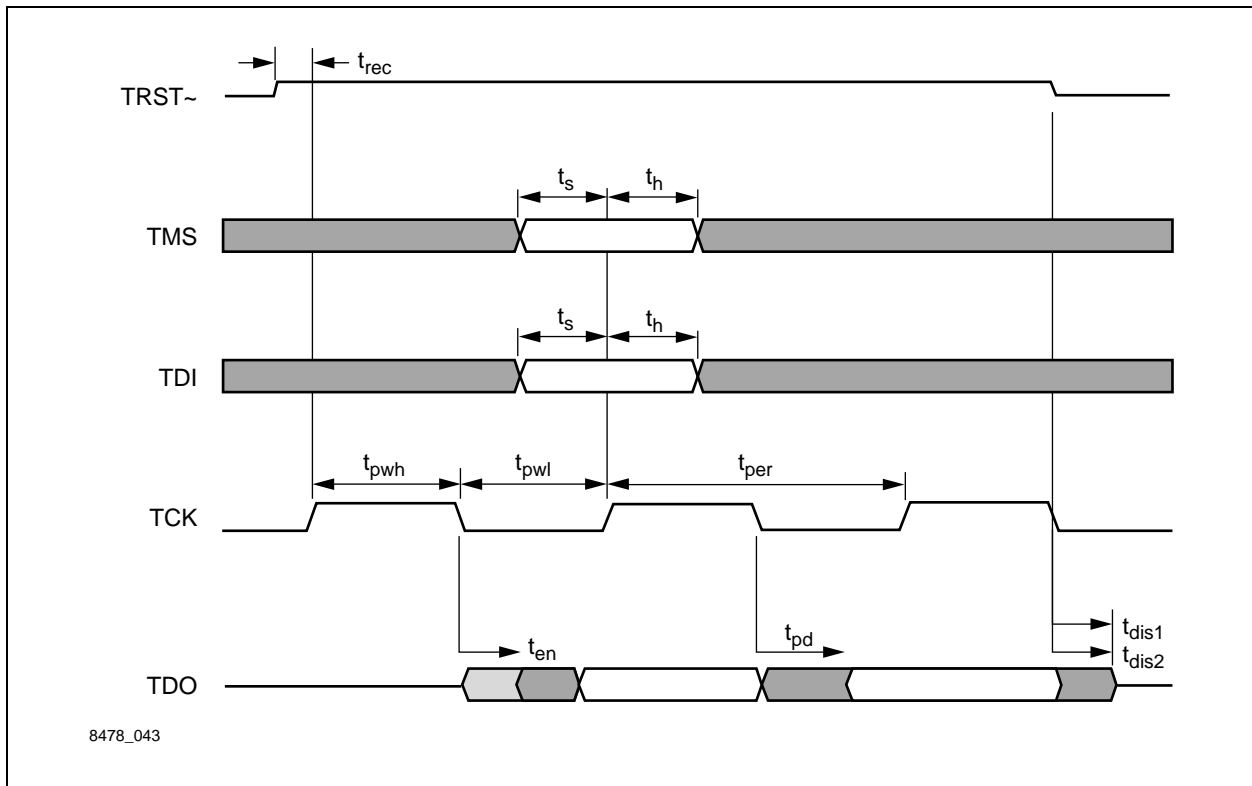 t_rec
TRST~
t_s t_h
TMS
t_s t_h
TDI
t_pwh t_pwl t_per
TCK
t_en t_pd t_dis1
t_dis2
TDO
8478_043